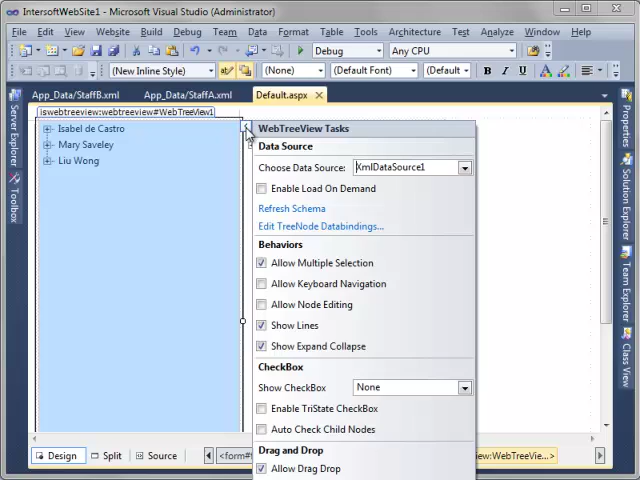 IntersoftWebSite1 - Microsoft Visual Studio (Administrator)
File Edit View Website Build Debug Team Data Format Table Tools Architecture Test Analyze Window Help
Debug Any CPU
(New Inline Style) (None) (Default Font) (Default B I U A
App_Data/StaffB.xml App_Data/StaffA.xml Default.aspx
iswebtreeview:webtreeview#WebTreeView1
Isabel de Castro
Mary Saveley
Liu Wong
WebTreeView Tasks
Data Source
Choose Data Source: XmlDataSource1
Enable Load On Demand
Refresh Schema
Edit TreeNode Databindings...
Behaviors
Allow Multiple Selection
Allow Keyboard Navigation
Allow Node Editing
Show Lines
Show Expand Collapse
CheckBox
Show CheckBox None
Enable TriState CheckBox
Auto Check Child Nodes
Drag and Drop
Allow Drag Drop
Server Explorer
Toolbox
Properties
Solution Explorer
Team Explorer
Class View
Design Split Source <form# view:WebTreeVie...>